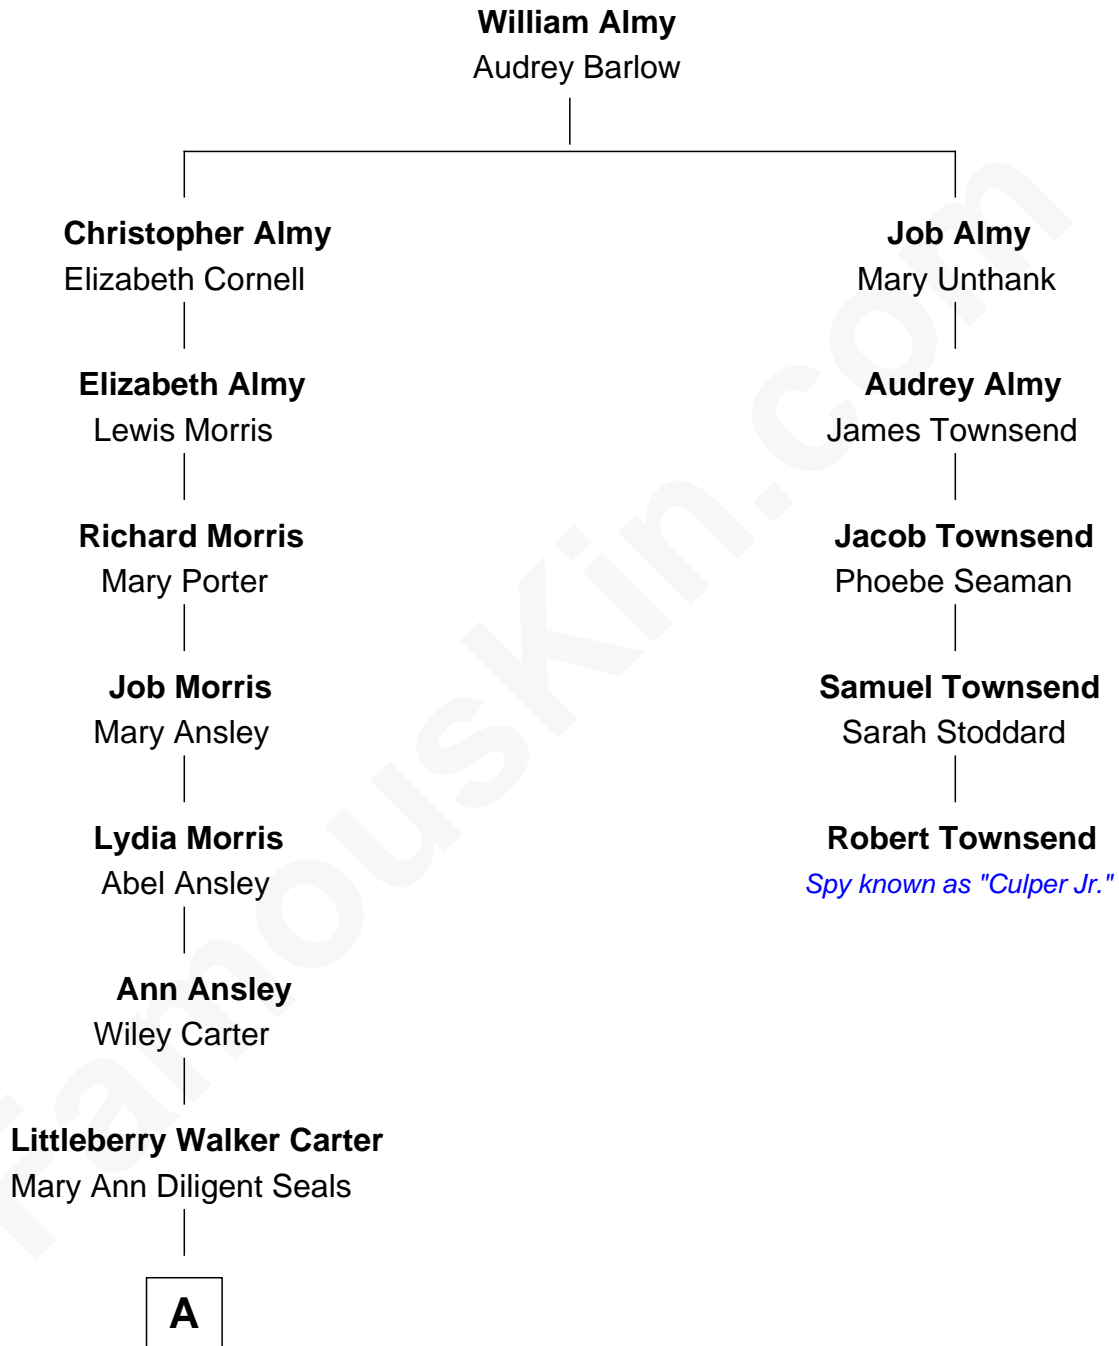 William Almy
Audrey Barlow
Christopher Almy
Elizabeth Cornell
Job Almy
Mary Unthank
Elizabeth Almy
Lewis Morris
Audrey Almy
James Townsend
Richard Morris
Mary Porter
Jacob Townsend
Phoebe Seaman
Job Morris
Mary Ansley
Samuel Townsend
Sarah Stoddard
Lydia Morris
Abel Ansley
Robert Townsend
Spy known as "Culper Jr."
Ann Ansley
Wiley Carter
Littleberry Walker Carter
Mary Ann Diligent Seals
A
FamousKin.com